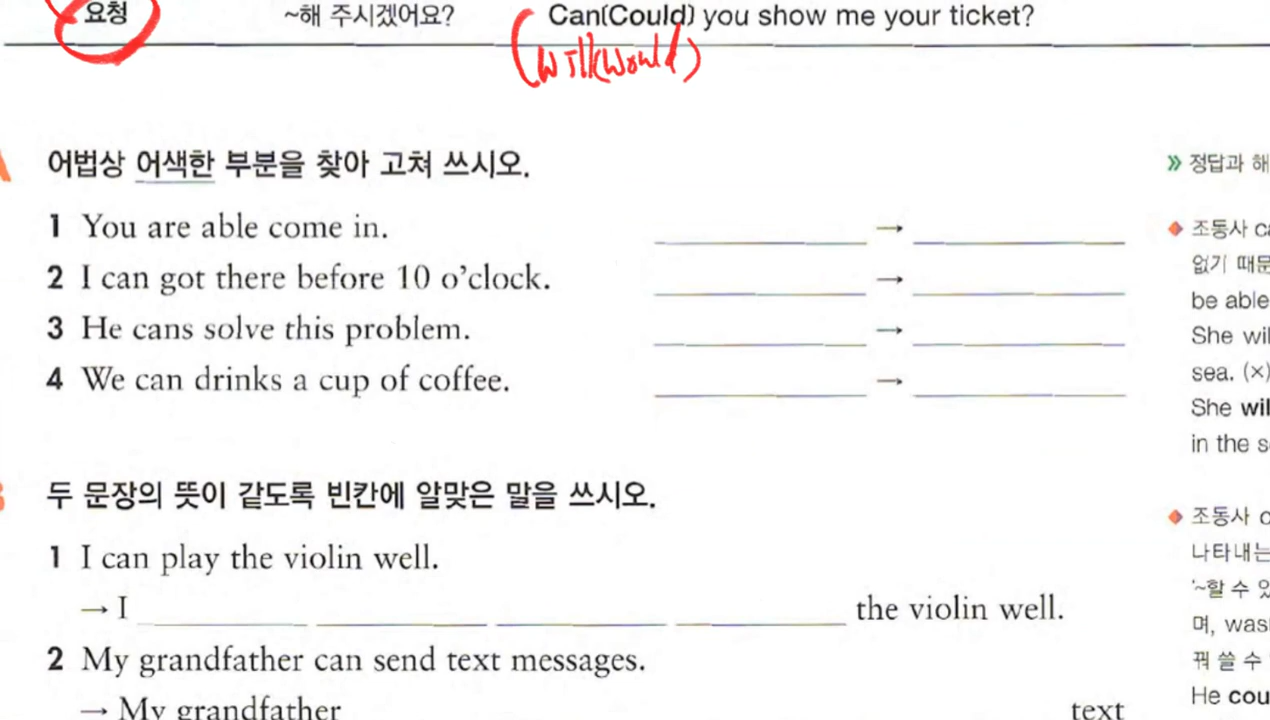 요청 ~해 주시겠어요? Can(Could) you show me your ticket?
(Will(Would)
A 어법상 어색한 부분을 찾아 고쳐 쓰시오.
1 You are able come in. →
2 I can got there before 10 o'clock. →
3 He cans solve this problem. →
4 We can drinks a cup of coffee. →
B 두 문장의 뜻이 같도록 빈칸에 알맞은 말을 쓰시오.
1 I can play the violin well.
→ I the violin well.
2 My grandfather can send text messages.
→ My grandfather text
» 정답과 해
◆ 조동사 ca
없기 때문
be able
She wil
sea. (×)
She wil
in the s
◆ 조동사 c
나타내는
'~할 수 있
며, was
꿔 쓸 수
He cou